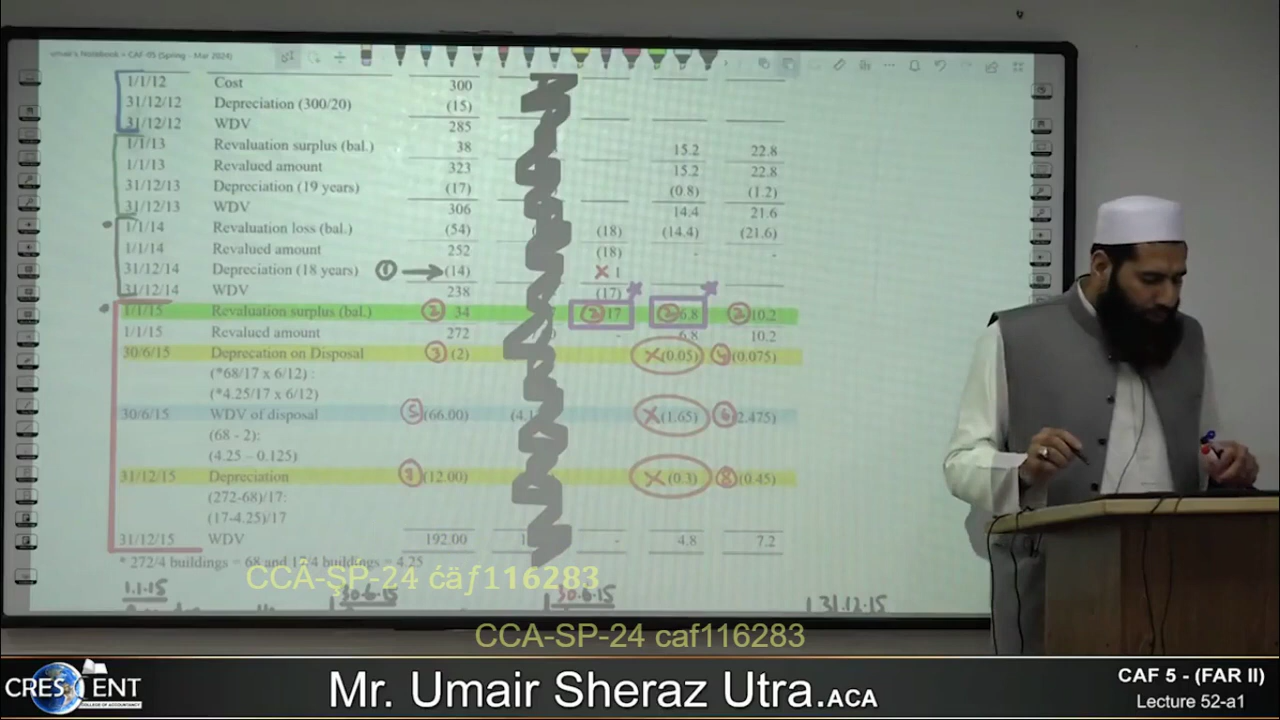 umair's Notebook > CAF-05 (Spring - Mar 2024)
1/1/12 Cost 300
31/12/12 Depreciation (300/20) (15)
31/12/12 WDV 285
1/1/13 Revaluation surplus (bal.) 38 15.2 22.8
1/1/13 Revalued amount 323 15.2 22.8
31/12/13 Depreciation (19 years) (17) (0.8) (1.2)
31/12/13 WDV 306 14.4 21.6
1/1/14 Revaluation loss (bal.) (54) (18) (14.4) (21.6)
1/1/14 Revalued amount 252 (18) - -
31/12/14 Depreciation (18 years) 1 (14) x 1
31/12/14 WDV 238 (17)
1/1/15 Revaluation surplus (bal.) 2 34 2 17 2 6.8 2 10.2
1/1/15 Revalued amount 272 - 6.8 10.2
30/6/15 Deprecation on Disposal 3 (2) x (0.05) 4 (0.075)
(*68/17 x 6/12) :
(*4.25/17 x 6/12)
30/6/15 WDV of disposal 5 (66.00) x (1.65) 6 2.475)
(68 - 2):
(4.25 – 0.125)
31/12/15 Depreciation (12.00) x (0.3) 8 (0.45)
(272-68)/17:
(17-4.25)/17
31/12/15 WDV 192.00 - 4.8 7.2
* 272/4 buildings = 68 and 17/4 buildings = 4.25
CCA-ŞP-24 ćäƒ116283
1.1.15 30.6.15 30.6.15 31.12.15
CCA-SP-24 caf116283
CRESCENT
COLLEGE OF ACCOUNTANCY
Mr. Umair Sheraz Utra.ACA
CAF 5 - (FAR II)
Lecture 52-a1